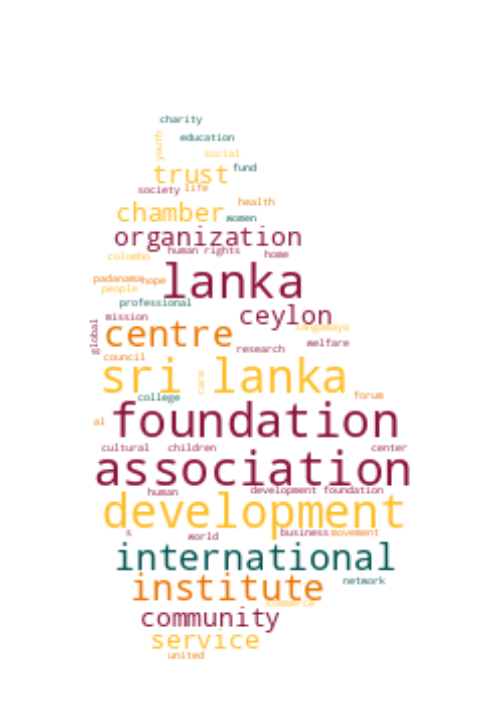 charity
youth education
social
trust fund
society life
health
chamber women
organization
human rights
colombo home
lanka
padanama hope
people
professional
ceylon
mission
sangamaya
global centre
welfare
research
council
sri lanka
care
college forum
foundation
al
cultural children center
association
human development foundation
development
s world business movement
international
institute network
commerce
community
service
united